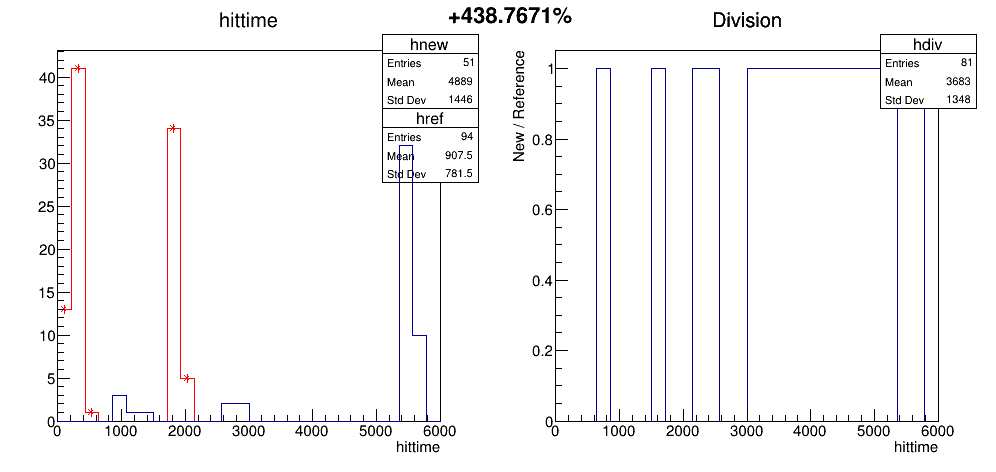 +438.7671%
hittime
hnew
Entries 51
Mean 4889
Std Dev 1446
href
Entries 94
Mean 907.5
Std Dev 781.5
40
35
30
25
20
15
10
5
0
0 1000 2000 3000 4000 5000 6000
hittime
Division
hdiv
Entries 81
Mean 3683
Std Dev 1348
New / Reference
1
0.8
0.6
0.4
0.2
0
0 1000 2000 3000 4000 5000 6000
hittime